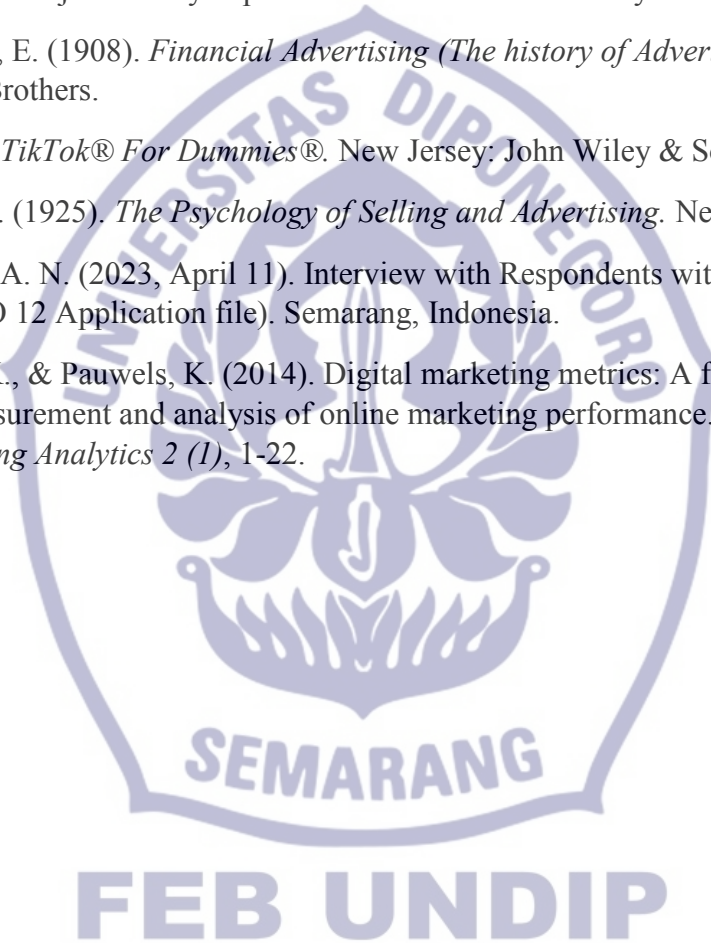 , E. (1908). Financial Advertising (The history of Adver
Brothers.
TikTok® For Dummies®. New Jersey: John Wiley & S
. (1925). The Psychology of Selling and Advertising. Ne
A. N. (2023, April 11). Interview with Respondents wit
12 Application file). Semarang, Indonesia.
., & Pauwels, K. (2014). Digital marketing metrics: A f
surement and analysis of online marketing performance.
ng Analytics 2 (1), 1-22.
UNIVERSITAS DIPONEGORO
SEMARANG
FEB UNDIP